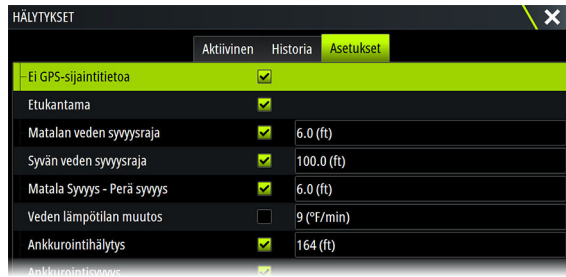 HÄLYTYKSET
Aktiivinen Historia Asetukset
Ei GPS-sijaintitietoa
Etukantama
Matalan veden syvyysraja 6.0 (ft)
Syvän veden syvyysraja 100.0 (ft)
Matala Syvyys - Perä syvyys 6.0 (ft)
Veden lämpötilan muutos 9 (°F/min)
Ankkurointihälytys 164 (ft)
Ankkurointisyvyys